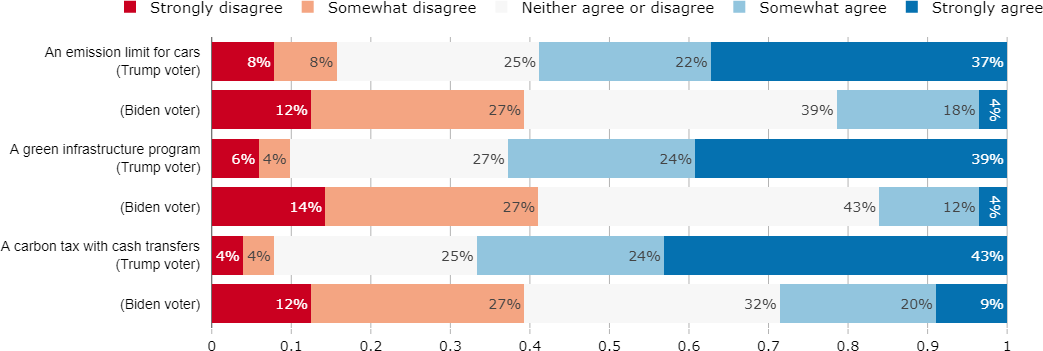 Strongly disagree Somewhat disagree Neither agree or disagree Somewhat agree Strongly agree
An emission limit for cars
(Trump voter)
8% 8% 25% 22% 37%
(Biden voter)
12% 27% 39% 18% 4%
A green infrastructure program
(Trump voter)
6% 4% 27% 24% 39%
(Biden voter)
14% 27% 43% 12% 4%
A carbon tax with cash transfers
(Trump voter)
4% 4% 25% 24% 43%
(Biden voter)
12% 27% 32% 20% 9%
0 0.1 0.2 0.3 0.4 0.5 0.6 0.7 0.8 0.9 1